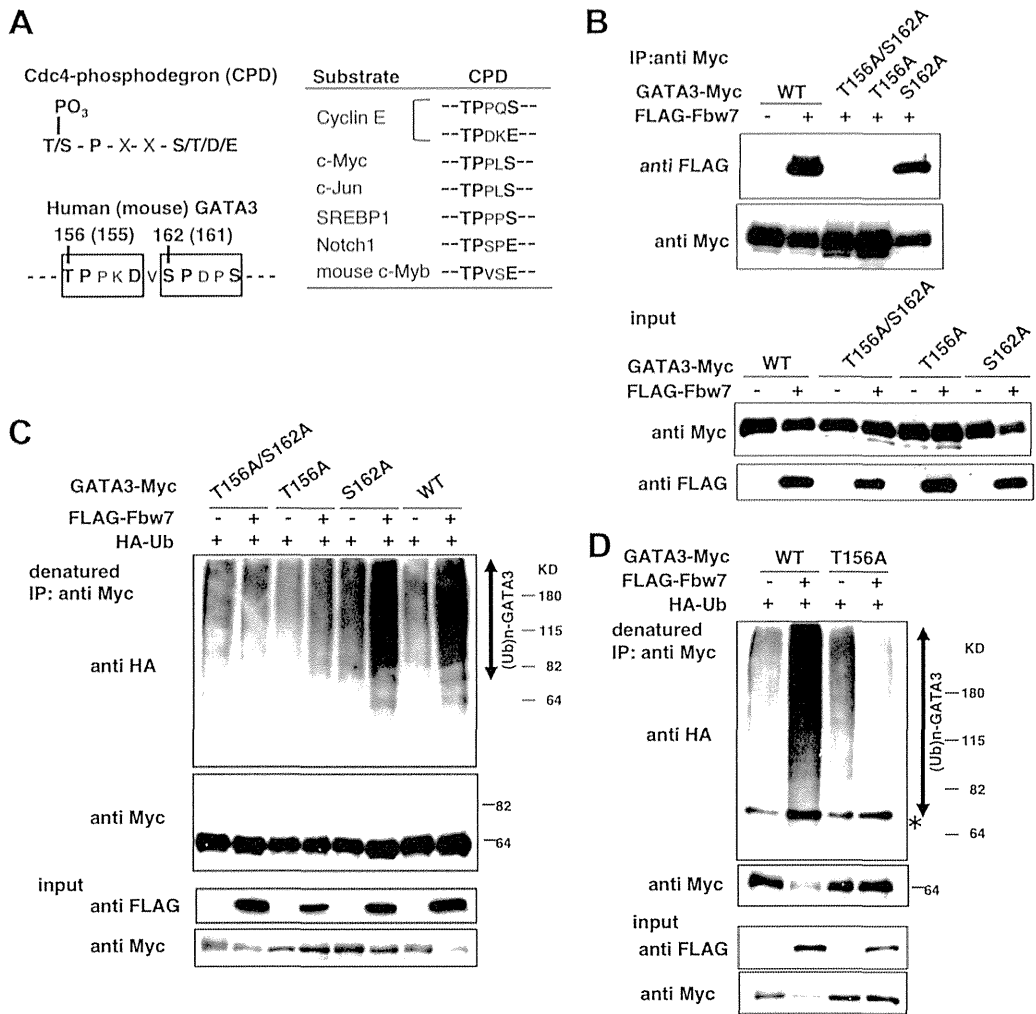 A
Cdc4-phosphodegron (CPD)
PO3
T/S - P - X - X - S/T/D/E
Human (mouse) GATA3
156 (155) 162 (161)
--- T P P K D V S P D P S ---
Substrate CPD
Cyclin E --TPPQS--
--TPDKE--
c-Myc --TPPLS--
c-Jun --TPPLS--
SREBP1 --TPPPS--
Notch1 --TPSPE--
mouse c-Myb --TPVSE--
B
IP:anti Myc
GATA3-Myc WT T156A/S162A T156A S162A
FLAG-Fbw7 - + + + +
anti FLAG
anti Myc
input
GATA3-Myc WT T156A/S162A T156A S162A
FLAG-Fbw7 - + - + - + - +
anti Myc
anti FLAG
C
GATA3-Myc T156A/S162A T156A S162A WT
FLAG-Fbw7 - + - + - + - +
HA-Ub + + + + + + + +
denatured
IP: anti Myc
anti HA
KD
180
115
82
64
(Ub)n-GATA3
anti Myc
82
64
input
anti FLAG
anti Myc
D
GATA3-Myc WT T156A
FLAG-Fbw7 - + - +
HA-Ub + + + +
denatured
IP: anti Myc
anti HA
KD
180
115
82
64
(Ub)n-GATA3
*
anti Myc
64
input
anti FLAG
anti Myc